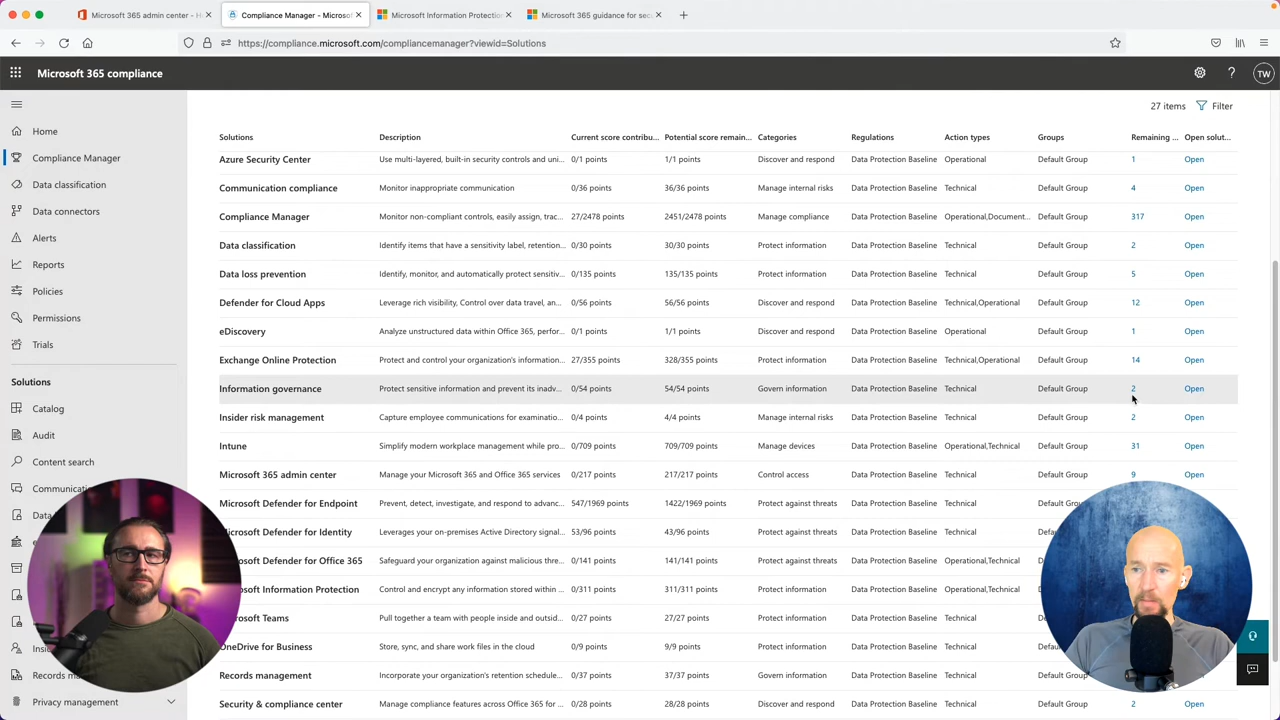 Microsoft 365 admin center - H
Compliance Manager - Microsof
Microsoft Information Protection
Microsoft 365 guidance for sec
https://compliance.microsoft.com/compliancemanager?viewid=Solutions
Microsoft 365 compliance
TW
27 items Filter
Home
Compliance Manager
Data classification
Data connectors
Alerts
Reports
Policies
Permissions
Trials
Solutions
Catalog
Audit
Content search
Communicatio
Da
Insi
Records m
Privacy management
Solutions Description Current score contribu... Potential score remain... Categories Regulations Action types Groups Remaining ... Open solut...
Azure Security Center Use multi-layered, built-in security controls and uni... 0/1 points 1/1 points Discover and respond Data Protection Baseline Operational Default Group 1 Open
Communication compliance Monitor inappropriate communication 0/36 points 36/36 points Manage internal risks Data Protection Baseline Technical Default Group 4 Open
Compliance Manager Monitor non-compliant controls, easily assign, trac... 27/2478 points 2451/2478 points Manage compliance Data Protection Baseline Operational,Document... Default Group 317 Open
Data classification Identify items that have a sensitivity label, retention... 0/30 points 30/30 points Protect information Data Protection Baseline Technical Default Group 2 Open
Data loss prevention Identify, monitor, and automatically protect sensitiv... 0/135 points 135/135 points Protect information Data Protection Baseline Technical Default Group 5 Open
Defender for Cloud Apps Leverage rich visibility, Control over data travel, an... 0/56 points 56/56 points Discover and respond Data Protection Baseline Technical,Operational Default Group 12 Open
eDiscovery Analyze unstructured data within Office 365, perfor... 0/1 points 1/1 points Discover and respond Data Protection Baseline Operational Default Group 1 Open
Exchange Online Protection Protect and control your organization's information... 27/355 points 328/355 points Protect information Data Protection Baseline Technical,Operational Default Group 14 Open
Information governance Protect sensitive information and prevent its inadv... 0/54 points 54/54 points Govern information Data Protection Baseline Technical Default Group 2 Open
Insider risk management Capture employee communications for examinatio... 0/4 points 4/4 points Manage internal risks Data Protection Baseline Technical Default Group 2 Open
Intune Simplify modern workplace management while pro... 0/709 points 709/709 points Manage devices Data Protection Baseline Operational,Technical Default Group 31 Open
Microsoft 365 admin center Manage your Microsoft 365 and Office 365 services 0/217 points 217/217 points Control access Data Protection Baseline Technical Default Group 9 Open
Microsoft Defender for Endpoint Prevent, detect, investigate, and respond to advanc... 547/1969 points 1422/1969 points Protect against threats Data Protection Baseline Technical Default Group
Microsoft Defender for Identity Leverages your on-premises Active Directory signal... 53/96 points 43/96 points Protect against threats Data Protection Baseline Technical Defa
osoft Defender for Office 365 Safeguard your organization against malicious thre... 0/141 points 141/141 points Protect against threats Data Protection Baseline Operational,Technical Defa
osoft Information Protection Control and encrypt any information stored within ... 0/311 points 311/311 points Protect information Data Protection Baseline Operational,Technical Defa
osoft Teams Pull together a team with people inside and outsid... 0/27 points 27/27 points Protect information Data Protection Baseline Technical Defa
OneDrive for Business Store, sync, and share work files in the cloud 0/9 points 9/9 points Protect information Data Protection Baseline Technical Defa
Records management Incorporate your organization's retention schedule... 0/37 points 37/37 points Govern information Data Protection Baseline Technical Default
Security & compliance center Manage compliance features across Office 365 for ... 0/28 points 28/28 points Discover and respond Data Protection Baseline Technical Default Group 2 Open